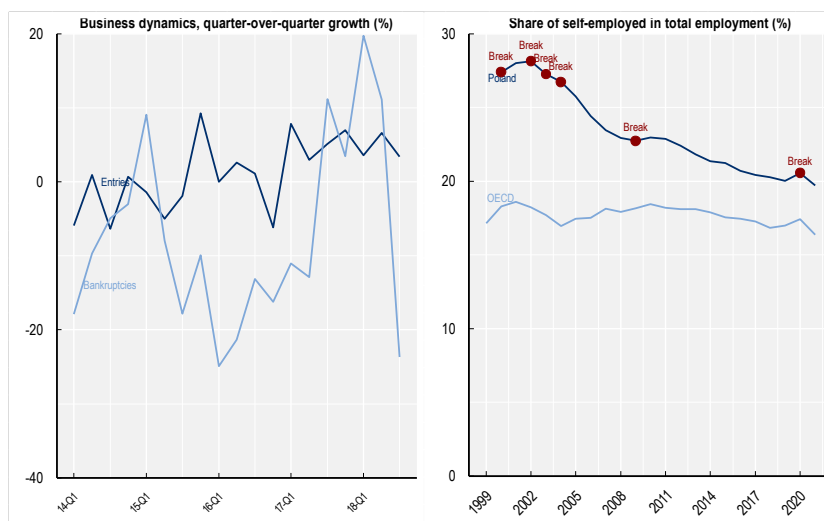 Business dynamics, quarter-over-quarter growth (%)
20
0
-20
-40
Entries
Bankruptcies
14-Q1
15-Q1
16-Q1
17-Q1
18-Q1
Share of self-employed in total employment (%)
30
20
10
0
Break
Break
Break
Break
Poland
Break
Break
OECD
1999
2002
2005
2008
2011
2014
2017
2020